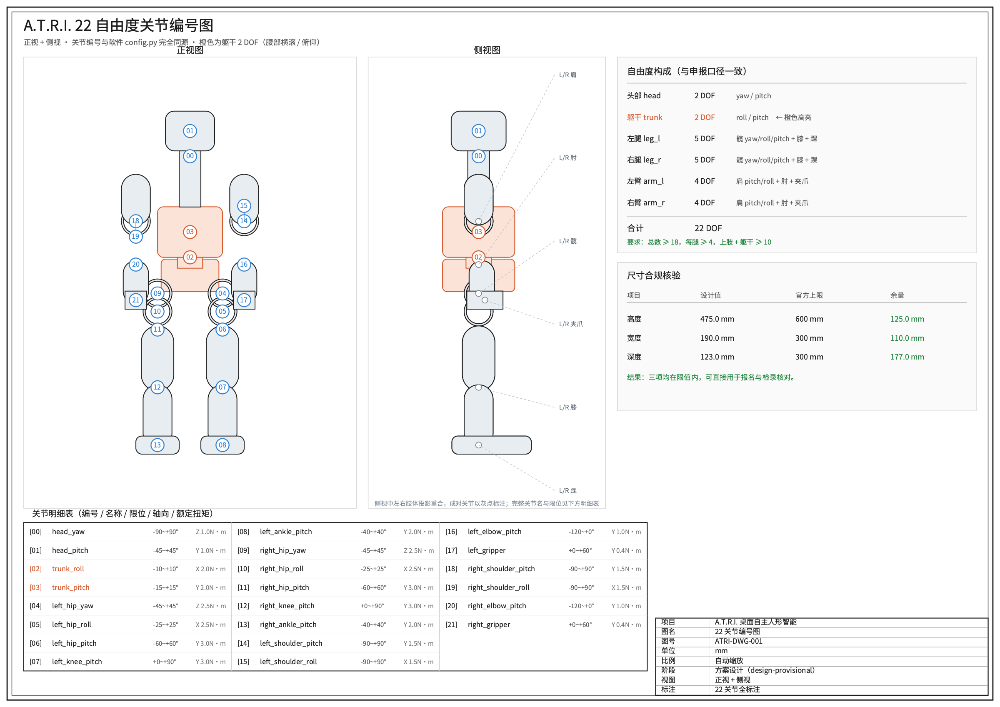 A.T.R.I. 22 自由度关节编号图
正视 + 侧视 · 关节编号与软件 config.py 完全同源 · 橙色为躯干 2 DOF（腰部横滚 / 俯仰）
正视图
01
00
15
18
14
19
03
02
20
16
09
04
21
17
10
05
11
06
12
07
13
08
侧视图
L/R 肩
01
00
L/R 肘
03
L/R 髋
02
L/R 夹爪
L/R 膝
L/R 踝
侧视中左右肢体投影重合，成对关节以灰点标注；完整关节名与限位见下方明细表
自由度构成（与申报口径一致）
头部 head 2 DOF yaw / pitch
躯干 trunk 2 DOF roll / pitch ← 橙色高亮
左腿 leg_l 5 DOF 髋 yaw/roll/pitch + 膝 + 踝
右腿 leg_r 5 DOF 髋 yaw/roll/pitch + 膝 + 踝
左臂 arm_l 4 DOF 肩 pitch/roll + 肘 + 夹爪
右臂 arm_r 4 DOF 肩 pitch/roll + 肘 + 夹爪
合计 22 DOF
要求：总数 ≥ 18，每腿 ≥ 4，上肢 + 躯干 ≥ 10
尺寸合规核验
项目 设计值 官方上限 余量
高度 475.0 mm 600 mm 125.0 mm
宽度 190.0 mm 300 mm 110.0 mm
深度 123.0 mm 300 mm 177.0 mm
结果：三项均在限值内，可直接用于报名与检录核对。
关节明细表（编号 / 名称 / 限位 / 轴向 / 额定扭矩）
[00] head_yaw -90~+90° Z 1.0N·m
[01] head_pitch -45~+45° Y 1.0N·m
[02] trunk_roll -10~+10° X 2.0N·m
[03] trunk_pitch -15~+15° Y 2.0N·m
[04] left_hip_yaw -45~+45° Z 2.5N·m
[05] left_hip_roll -25~+25° X 2.5N·m
[06] left_hip_pitch -60~+60° Y 3.0N·m
[07] left_knee_pitch +0~+90° Y 3.0N·m
[08] left_ankle_pitch -40~+40° Y 2.0N·m
[09] right_hip_yaw -45~+45° Z 2.5N·m
[10] right_hip_roll -25~+25° X 2.5N·m
[11] right_hip_pitch -60~+60° Y 3.0N·m
[12] right_knee_pitch +0~+90° Y 3.0N·m
[13] right_ankle_pitch -40~+40° Y 2.0N·m
[14] left_shoulder_pitch -90~+90° Y 1.5N·m
[15] left_shoulder_roll -90~+90° X 1.5N·m
[16] left_elbow_pitch -120~+0° Y 1.0N·m
[17] left_gripper +0~+60° Y 0.4N·m
[18] right_shoulder_pitch -90~+90° Y 1.5N·m
[19] right_shoulder_roll -90~+90° X 1.5N·m
[20] right_elbow_pitch -120~+0° Y 1.0N·m
[21] right_gripper +0~+60° Y 0.4N·m
项目 A.T.R.I. 桌面自主人形智能
图名 22 关节编号图
图号 ATRI-DWG-001
单位 mm
比例 自动缩放
阶段 方案设计（design-provisional）
视图 正视 + 侧视
标注 22 关节全标注